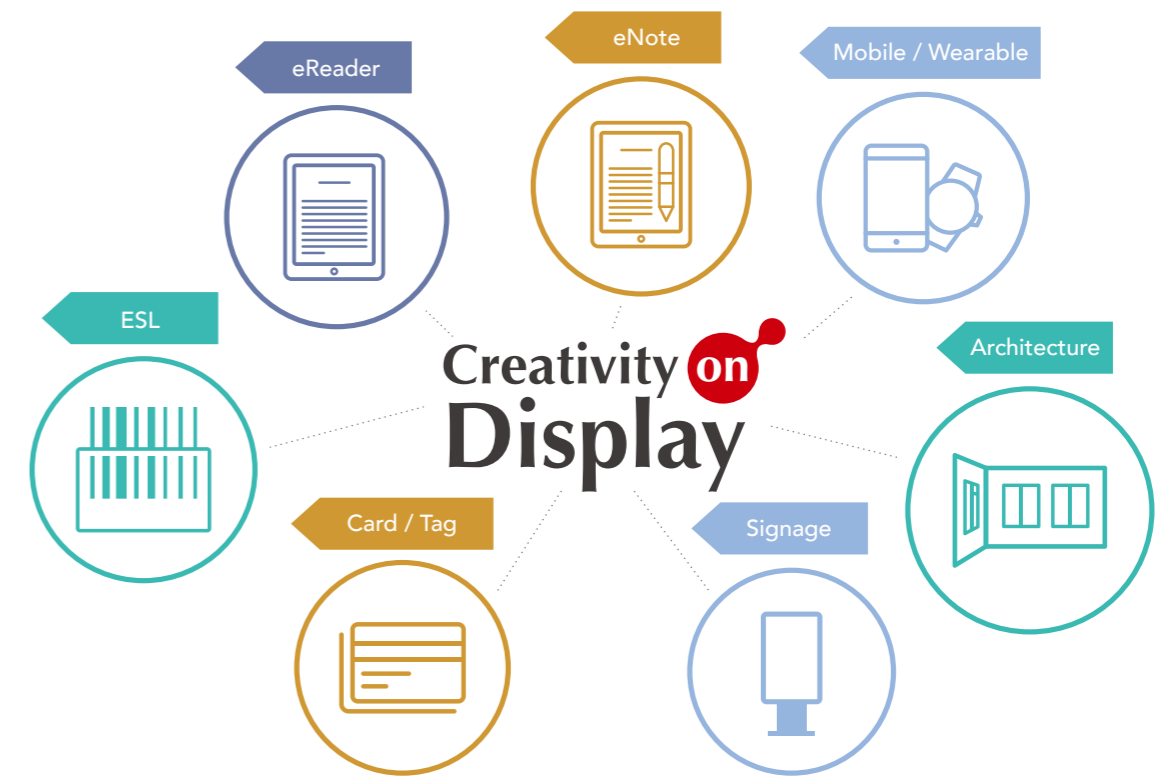 eReader
eNote
Mobile / Wearable
ESL
Creativity on
Display
Architecture
Card / Tag
Signage